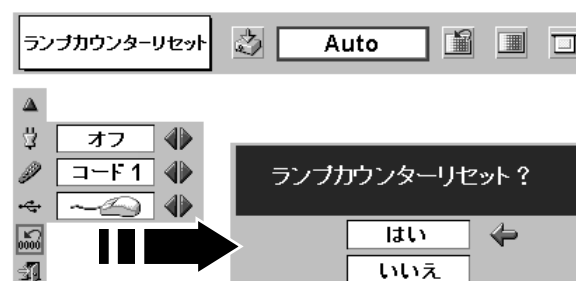 ランプカウンターリセット
Auto
オフ
コード 1
ランプカウンターリセット？
0000
はい
いいえ